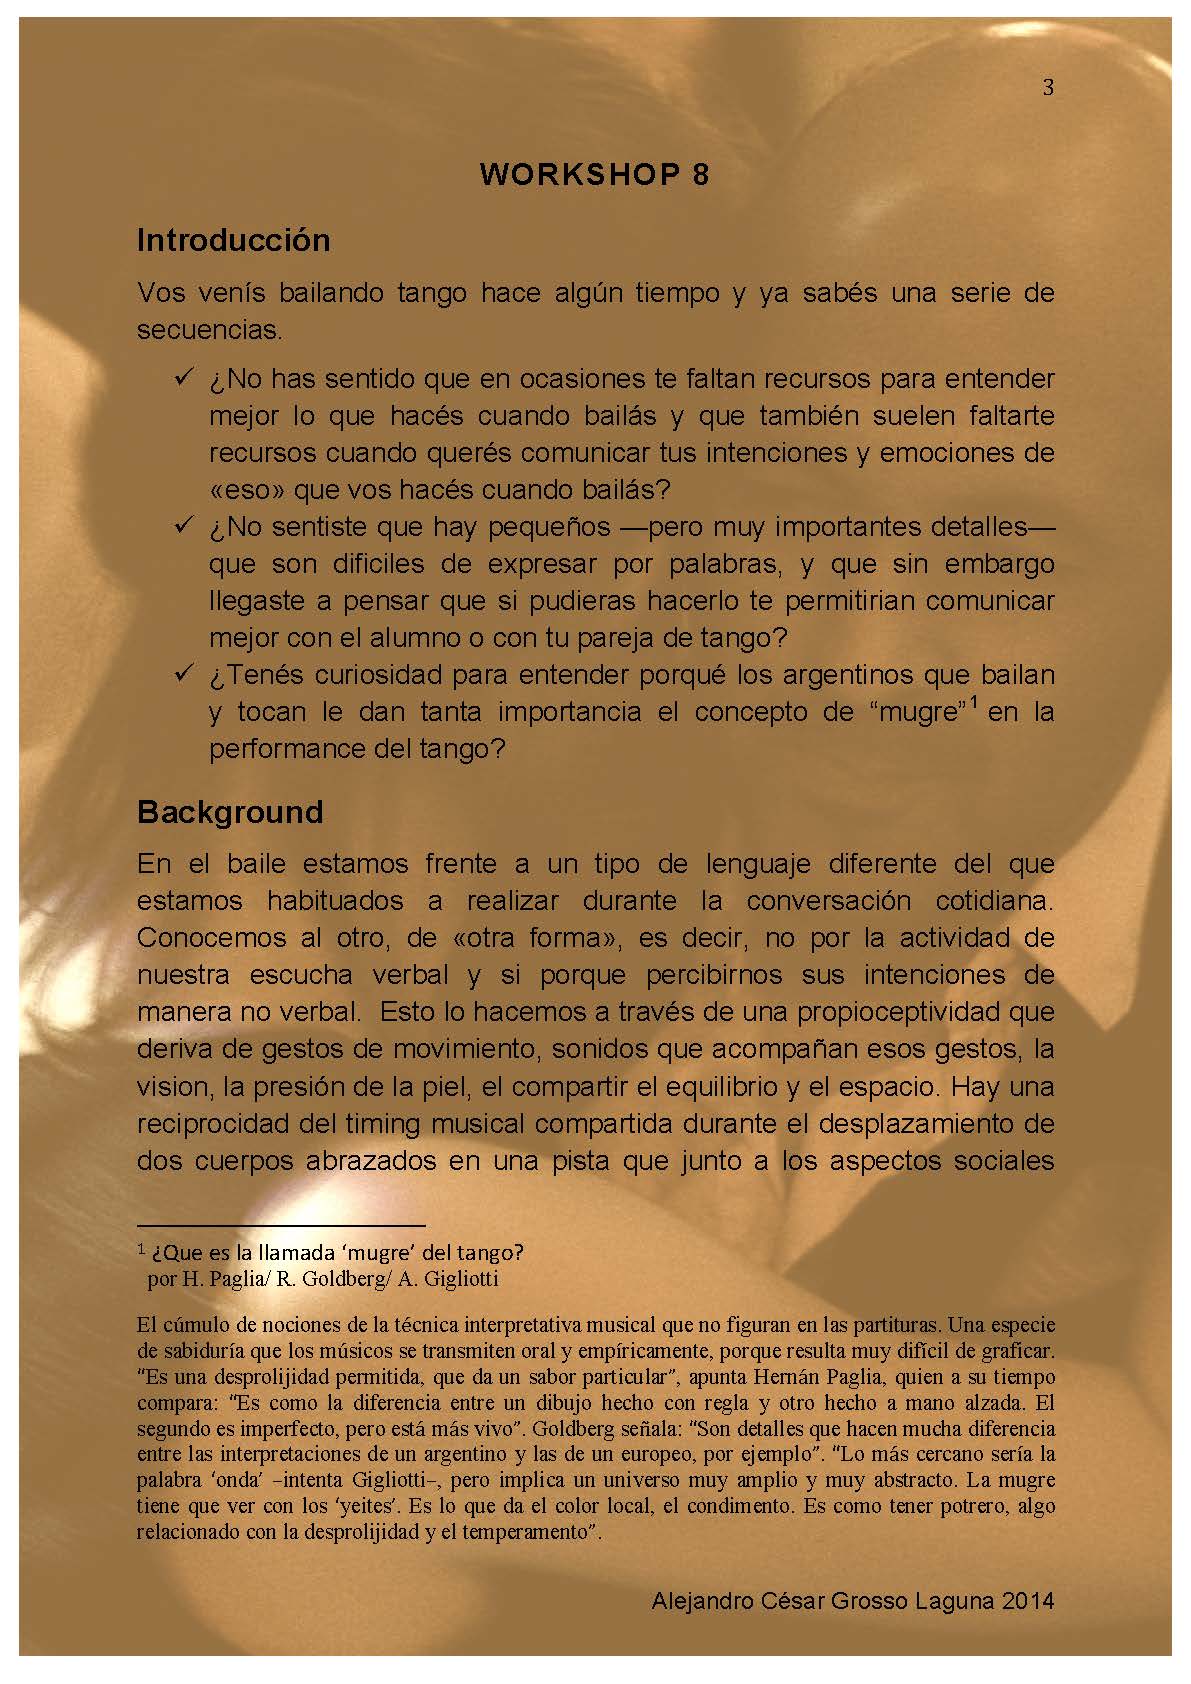 3
WORKSHOP 8
Introducción
Vos venís bailando tango hace algún tiempo y ya sabés una serie de
secuencias.
✓ ¿No has sentido que en ocasiones te faltan recursos para entender
mejor lo que hacés cuando bailás y que también suelen faltarte
recursos cuando querés comunicar tus intenciones y emociones de
«eso» que vos hacés cuando bailás?
✓ ¿No sentiste que hay pequeños —pero muy importantes detalles—
que son dificiles de expresar por palabras, y que sin embargo
llegaste a pensar que si pudieras hacerlo te permitirian comunicar
mejor con el alumno o con tu pareja de tango?
✓ ¿Tenés curiosidad para entender porqué los argentinos que bailan
y tocan le dan tanta importancia el concepto de “mugre”1 en la
performance del tango?
Background
En el baile estamos frente a un tipo de lenguaje diferente del que
estamos habituados a realizar durante la conversación cotidiana.
Conocemos al otro, de «otra forma», es decir, no por la actividad de
nuestra escucha verbal y si porque percibirnos sus intenciones de
manera no verbal. Esto lo hacemos a través de una propioceptividad que
deriva de gestos de movimiento, sonidos que acompañan esos gestos, la
vision, la presión de la piel, el compartir el equilibrio y el espacio. Hay una
reciprocidad del timing musical compartida durante el desplazamiento de
dos cuerpos abrazados en una pista que junto a los aspectos sociales
1 ¿Que es la llamada ‘mugre’ del tango?
por H. Paglia/ R. Goldberg/ A. Gigliotti
El cúmulo de nociones de la técnica interpretativa musical que no figuran en las partituras. Una especie
de sabiduría que los músicos se transmiten oral y empíricamente, porque resulta muy difícil de graficar.
"Es una desprolijidad permitida, que da un sabor particular", apunta Hernán Paglia, quien a su tiempo
compara: "Es como la diferencia entre un dibujo hecho con regla y otro hecho a mano alzada. El
segundo es imperfecto, pero está más vivo". Goldberg señala: "Son detalles que hacen mucha diferencia
entre las interpretaciones de un argentino y las de un europeo, por ejemplo". "Lo más cercano sería la
palabra 'onda' –intenta Gigliotti–, pero implica un universo muy amplio y muy abstracto. La mugre
tiene que ver con los 'yeites'. Es lo que da el color local, el condimento. Es como tener potrero, algo
relacionado con la desprolijidad y el temperamento".
Alejandro César Grosso Laguna 2014